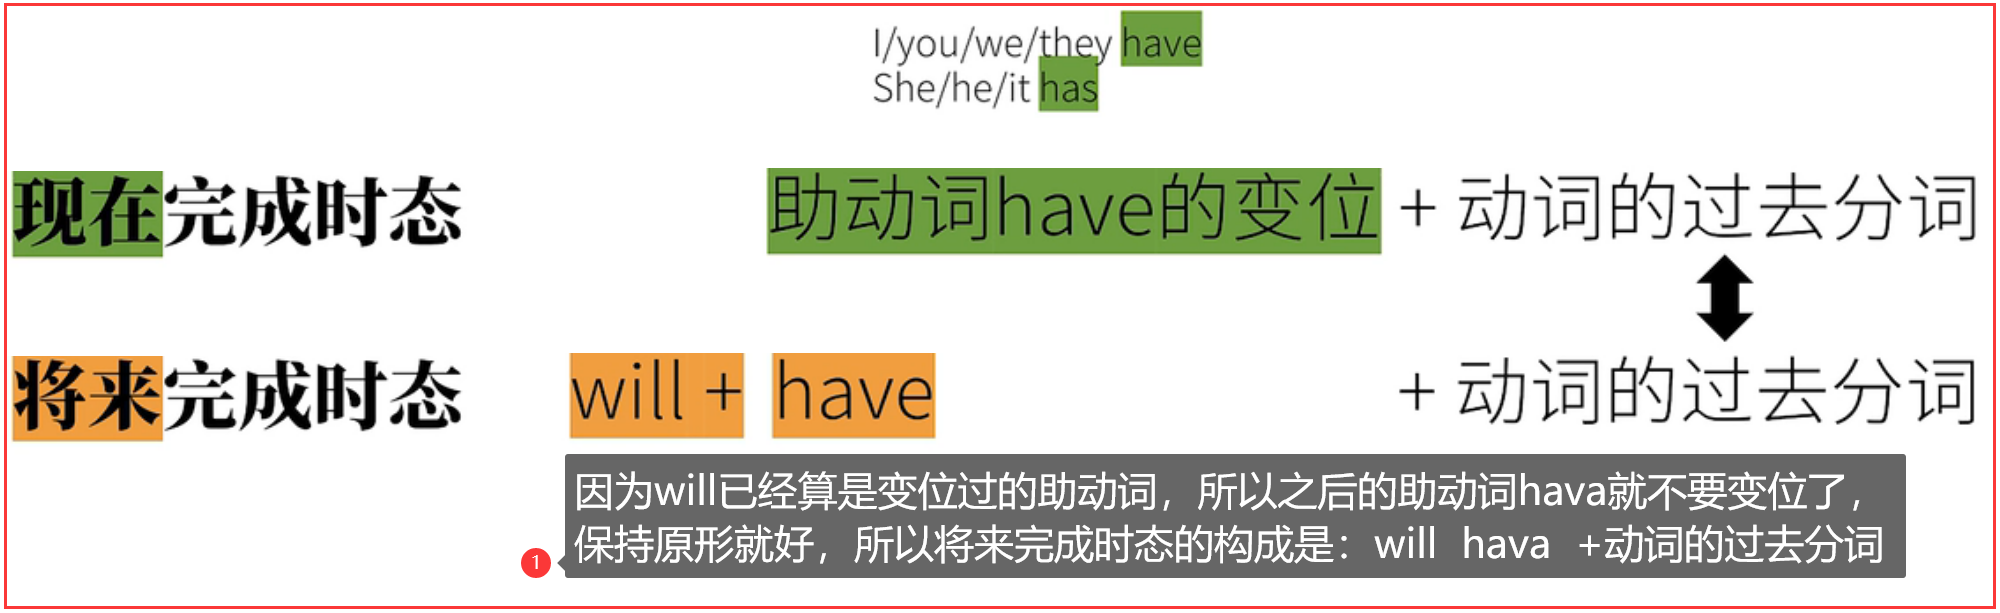 I/you/we/they have
She/he/it has
现在完成时态 助动词have的变位 + 动词的过去分词
将来完成时态 will + have + 动词的过去分词
因为will已经算是变位过的助动词，所以之后的助动词hava就不要变位了，
保持原形就好，所以将来完成时态的构成是：will hava +动词的过去分词
1